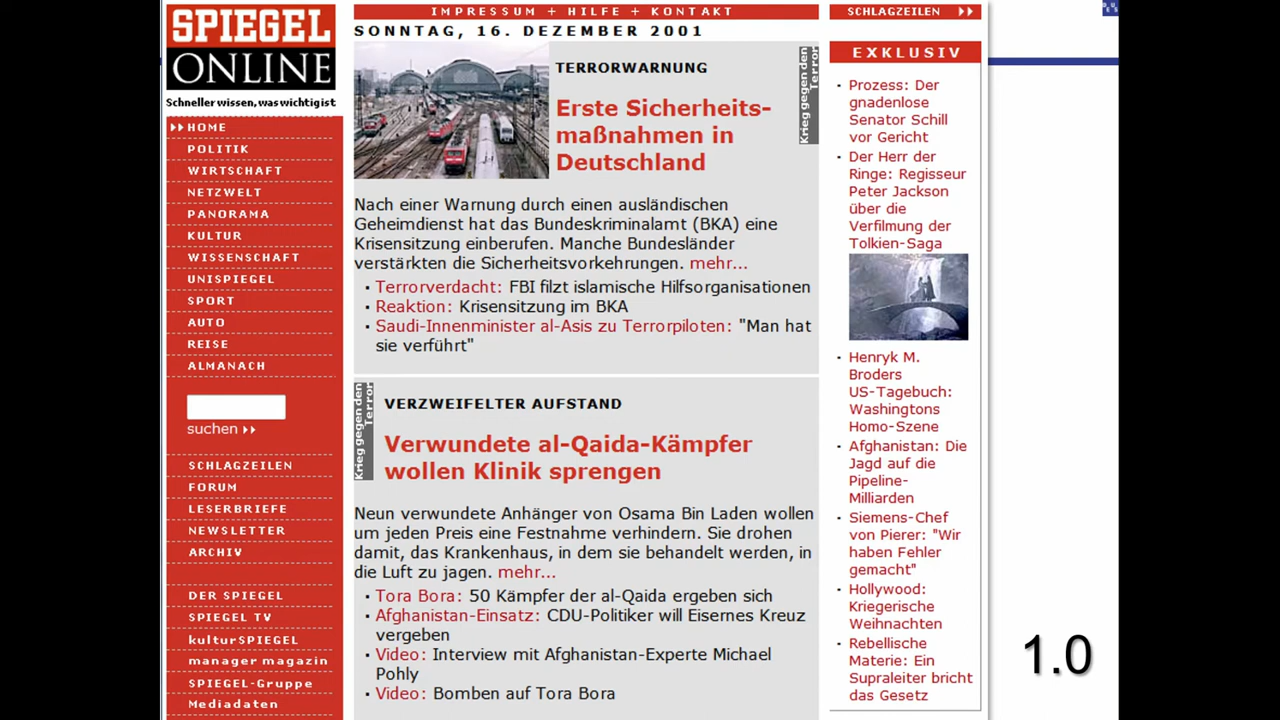 SPIEGEL
ONLINE
Schneller wissen, was wichtig ist
HOME
POLITIK
WIRTSCHAFT
NETZWELT
PANORAMA
KULTUR
WISSENSCHAFT
UNISPIEGEL
SPORT
AUTO
REISE
ALMANACH
suchen
SCHLAGZEILEN
FORUM
LESERBRIEFE
NEWSLETTER
ARCHIV
DER SPIEGEL
SPIEGEL TV
kulturSPIEGEL
manager magazin
SPIEGEL-Gruppe
Mediadaten
IMPRESSUM + HILFE + KONTAKT
SONNTAG, 16. DEZEMBER 2001
TERRORWARNUNG
Krieg gegen den
Terror
Erste Sicherheits-
maßnahmen in
Deutschland
Nach einer Warnung durch einen ausländischen
Geheimdienst hat das Bundeskriminalamt (BKA) eine
Krisensitzung einberufen. Manche Bundesländer
verstärkten die Sicherheitsvorkehrungen. mehr...
· Terrorverdacht: FBI filzt islamische Hilfsorganisationen
· Reaktion: Krisensitzung im BKA
· Saudi-Innenminister al-Asis zu Terrorpiloten: "Man hat
sie verführt"
Krieg gegen den
Terror
VERZWEIFELTER AUFSTAND
Verwundete al-Qaida-Kämpfer
wollen Klinik sprengen
Neun verwundete Anhänger von Osama Bin Laden wollen
um jeden Preis eine Festnahme verhindern. Sie drohen
damit, das Krankenhaus, in dem sie behandelt werden, in
die Luft zu jagen. mehr...
· Tora Bora: 50 Kämpfer der al-Qaida ergeben sich
· Afghanistan-Einsatz: CDU-Politiker will Eisernes Kreuz
vergeben
· Video: Interview mit Afghanistan-Experte Michael
Pohly
· Video: Bomben auf Tora Bora
SCHLAGZEILEN
EXKLUSIV
· Prozess: Der
gnadenlose
Senator Schill
vor Gericht
· Der Herr der
Ringe: Regisseur
Peter Jackson
über die
Verfilmung der
Tolkien-Saga
· Henryk M.
Broders
US-Tagebuch:
Washingtons
Homo-Szene
· Afghanistan: Die
Jagd auf die
Pipeline-
Milliarden
· Siemens-Chef
von Pierer: "Wir
haben Fehler
gemacht"
· Hollywood:
Kriegerische
Weihnachten
· Rebellische
Materie: Ein
Supraleiter bricht
das Gesetz
1.0